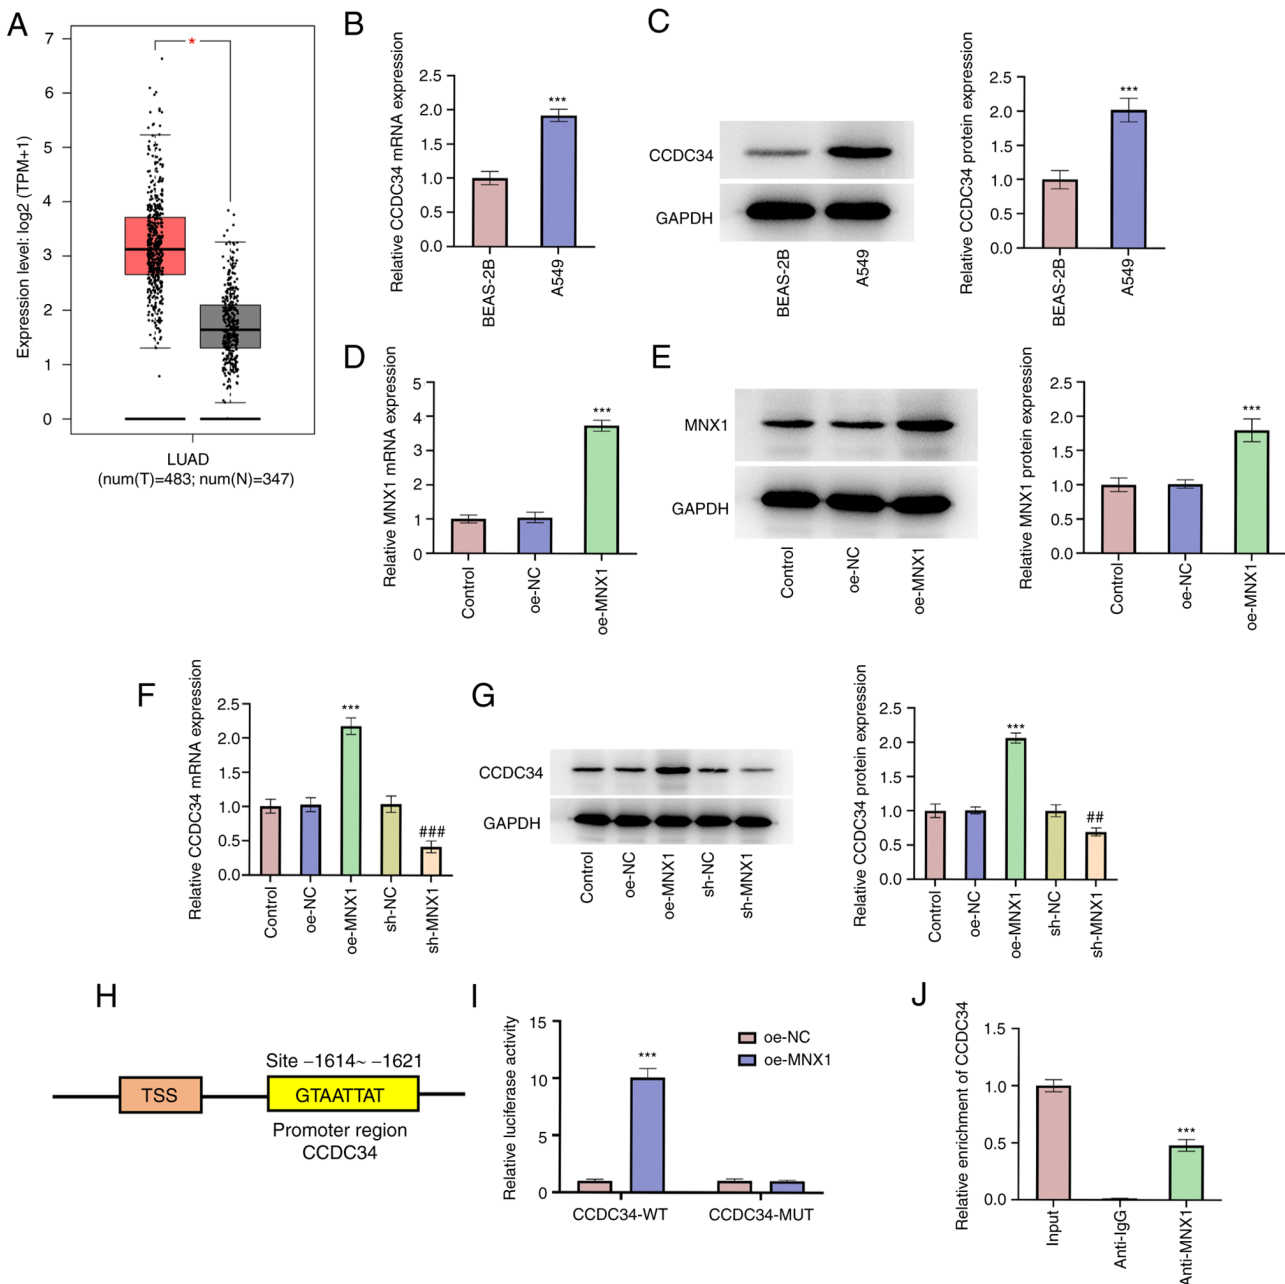 A
Expression level: log2 (TPM+1)
7
6
5
4
3
2
1
0
*
LUAD
(num(T)=483; num(N)=347)
B
Relative CCDC34 mRNA expression
2.5
2.0
1.5
1.0
0.5
0.0
***
BEAS-2B
A549
C
CCDC34
GAPDH
BEAS-2B
A549
Relative CCDC34 protein expression
2.5
2.0
1.5
1.0
0.5
0.0
***
BEAS-2B
A549
D
Relative MNX1 mRNA expression
5
4
3
2
1
0
***
Control
oe-NC
oe-MNX1
E
MNX1
GAPDH
Control
oe-NC
oe-MNX1
Relative MNX1 protein expression
2.5
2.0
1.5
1.0
0.5
0.0
***
Control
oe-NC
oe-MNX1
F
Relative CCDC34 mRNA expression
2.5
2.0
1.5
1.0
0.5
0.0
***
###
Control
oe-NC
oe-MNX1
sh-NC
sh-MNX1
G
CCDC34
GAPDH
Control
oe-NC
oe-MNX1
sh-NC
sh-MNX1
Relative CCDC34 protein expression
2.5
2.0
1.5
1.0
0.5
0.0
***
##
Control
oe-NC
oe-MNX1
sh-NC
sh-MNX1
H
Site −1614~ −1621
TSS
GTAATTAT
Promoter region
CCDC34
I
Relative luciferase activity
15
10
5
0
***
oe-NC
oe-MNX1
CCDC34-WT
CCDC34-MUT
J
Relative enrichment of CCDC34
1.5
1.0
0.5
0.0
***
Input
Anti-IgG
Anti-MNX1